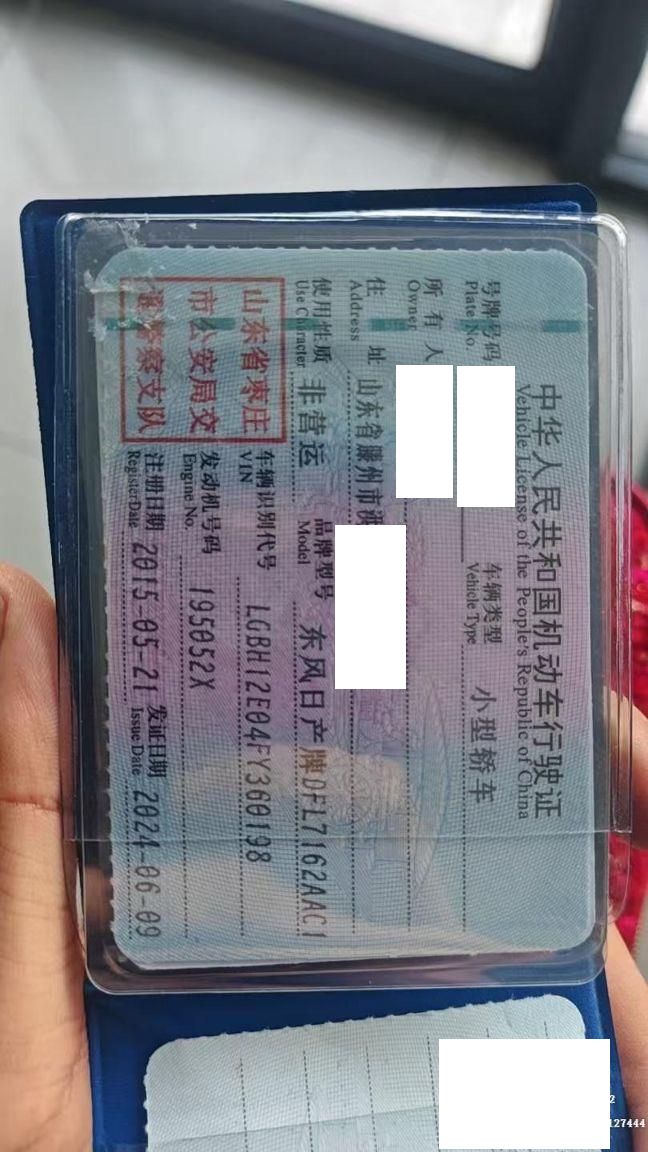 中华人民共和国机动车行驶证
Vehicle License of the People's Republic of China
号牌号码
Plate No.
车辆类型 小型轿车
Vehicle Type
所有人
Owner
住址 山东省滕州市洪
Address
使用性质 非营运
Use Character
品牌型号 东风日产牌DFL7162AAC1
Model
山东省枣庄
市公安局交
通警察支队
车辆识别代号 LGBH12E04FY360198
VIN
发动机号码 195052X
Engine No.
注册日期 2015-05-21
Register Date
发证日期 2024-06-09
Issue Date
2
127444